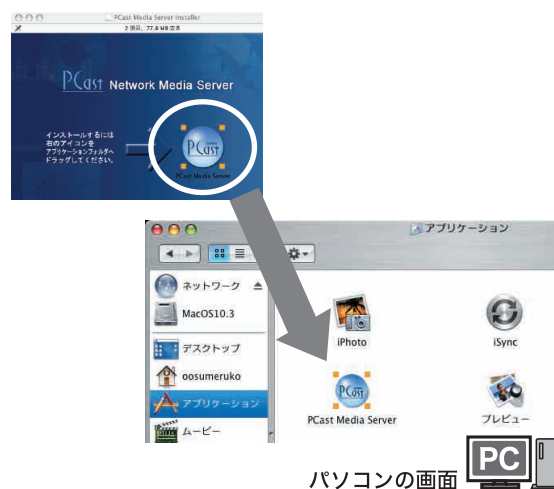 PCast Media Server Installer
2 項目、77.8 MB 空き
PCast Network Media Server
インストールするには
右のアイコンを
アプリケーションフォルダへ
ドラッグしてください。
PCast
PCast Media Server
アプリケーション
ネットワーク
MacOS10.3
デスクトップ
oosumeruko
アプリケーション
ムービー
iPhoto
iSync
PCast
PCast Media Server
プレビュー
パソコンの画面
PC